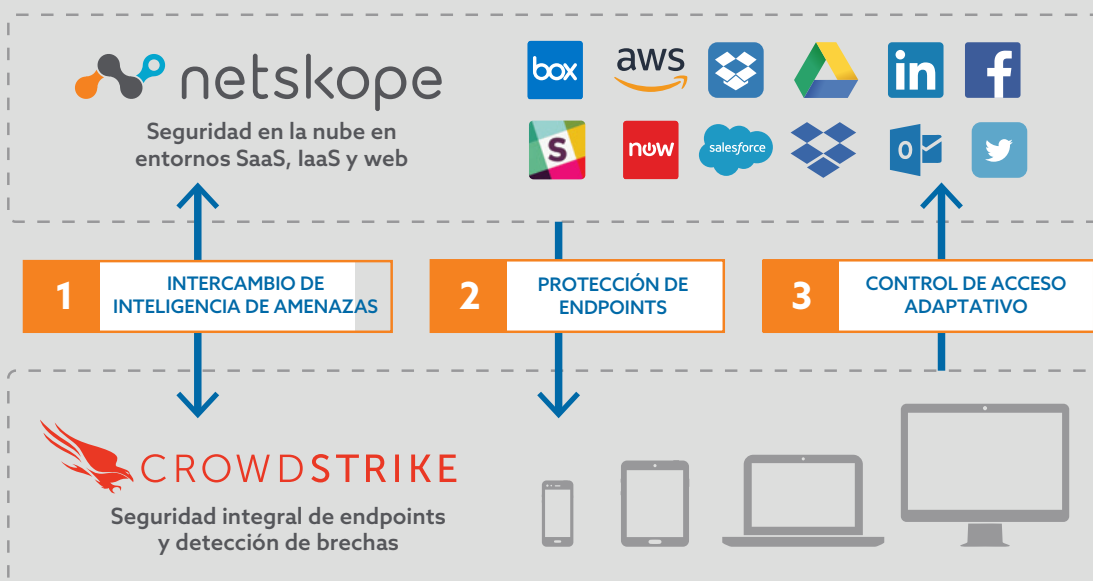 netskope
Seguridad en la nube en
entornos SaaS, IaaS y web
box
aws
in
f
S
now
salesforce
o
1
INTERCAMBIO DE
INTELIGENCIA DE AMENAZAS
2
PROTECCIÓN DE
ENDPOINTS
3
CONTROL DE ACCESO
ADAPTATIVO
CROWDSTRIKE
Seguridad integral de endpoints
y detección de brechas